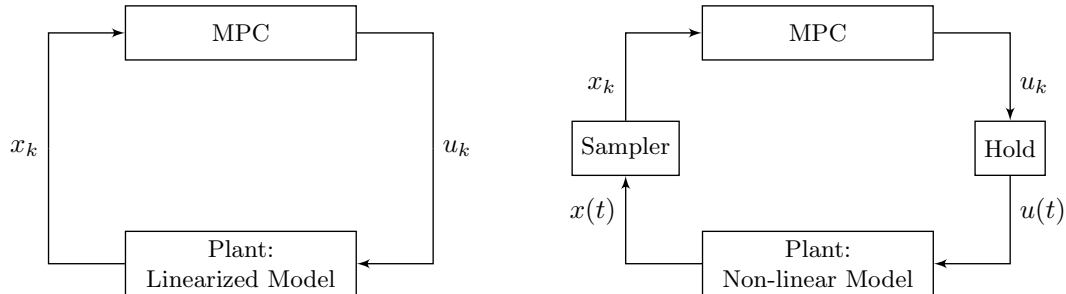 MPC
x_k
u_k
Plant:
Linearized Model
MPC
x_k
u_k
Sampler
Hold
x(t)
u(t)
Plant:
Non-linear Model